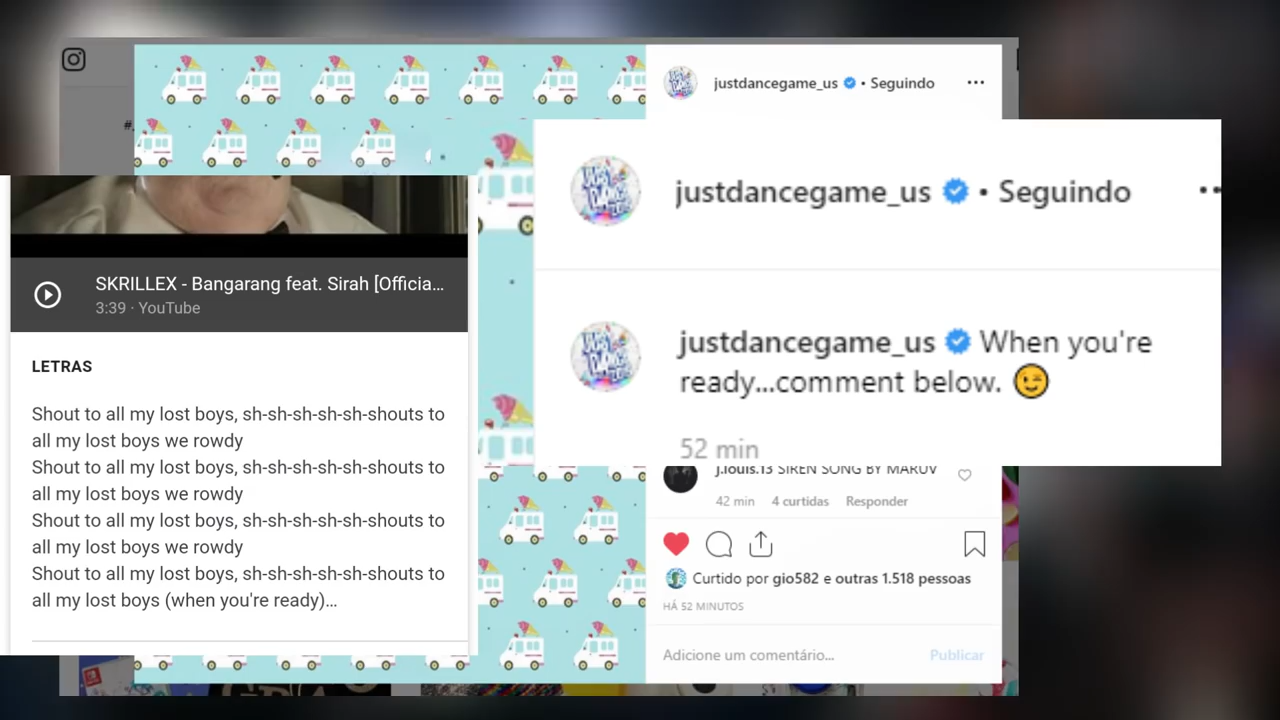 justdancegame_us • Seguindo
justdancegame_us • Seguindo
justdancegame_us When you're
ready...comment below. 😉
52 min
SKRILLEX - Bangarang feat. Sirah [Officia...
3:39 · YouTube
LETRAS
Shout to all my lost boys, sh-sh-sh-sh-sh-shouts to
all my lost boys we rowdy
Shout to all my lost boys, sh-sh-sh-sh-sh-shouts to
all my lost boys we rowdy
Shout to all my lost boys, sh-sh-sh-sh-sh-shouts to
all my lost boys we rowdy
Shout to all my lost boys, sh-sh-sh-sh-sh-shouts to
all my lost boys (when you're ready)...
j.louis.13 SIREN SONG BY MARUV
42 min 4 curtidas Responder
Curtido por gio582 e outras 1.518 pessoas
HÁ 52 MINUTOS
Adicione um comentário... Publicar